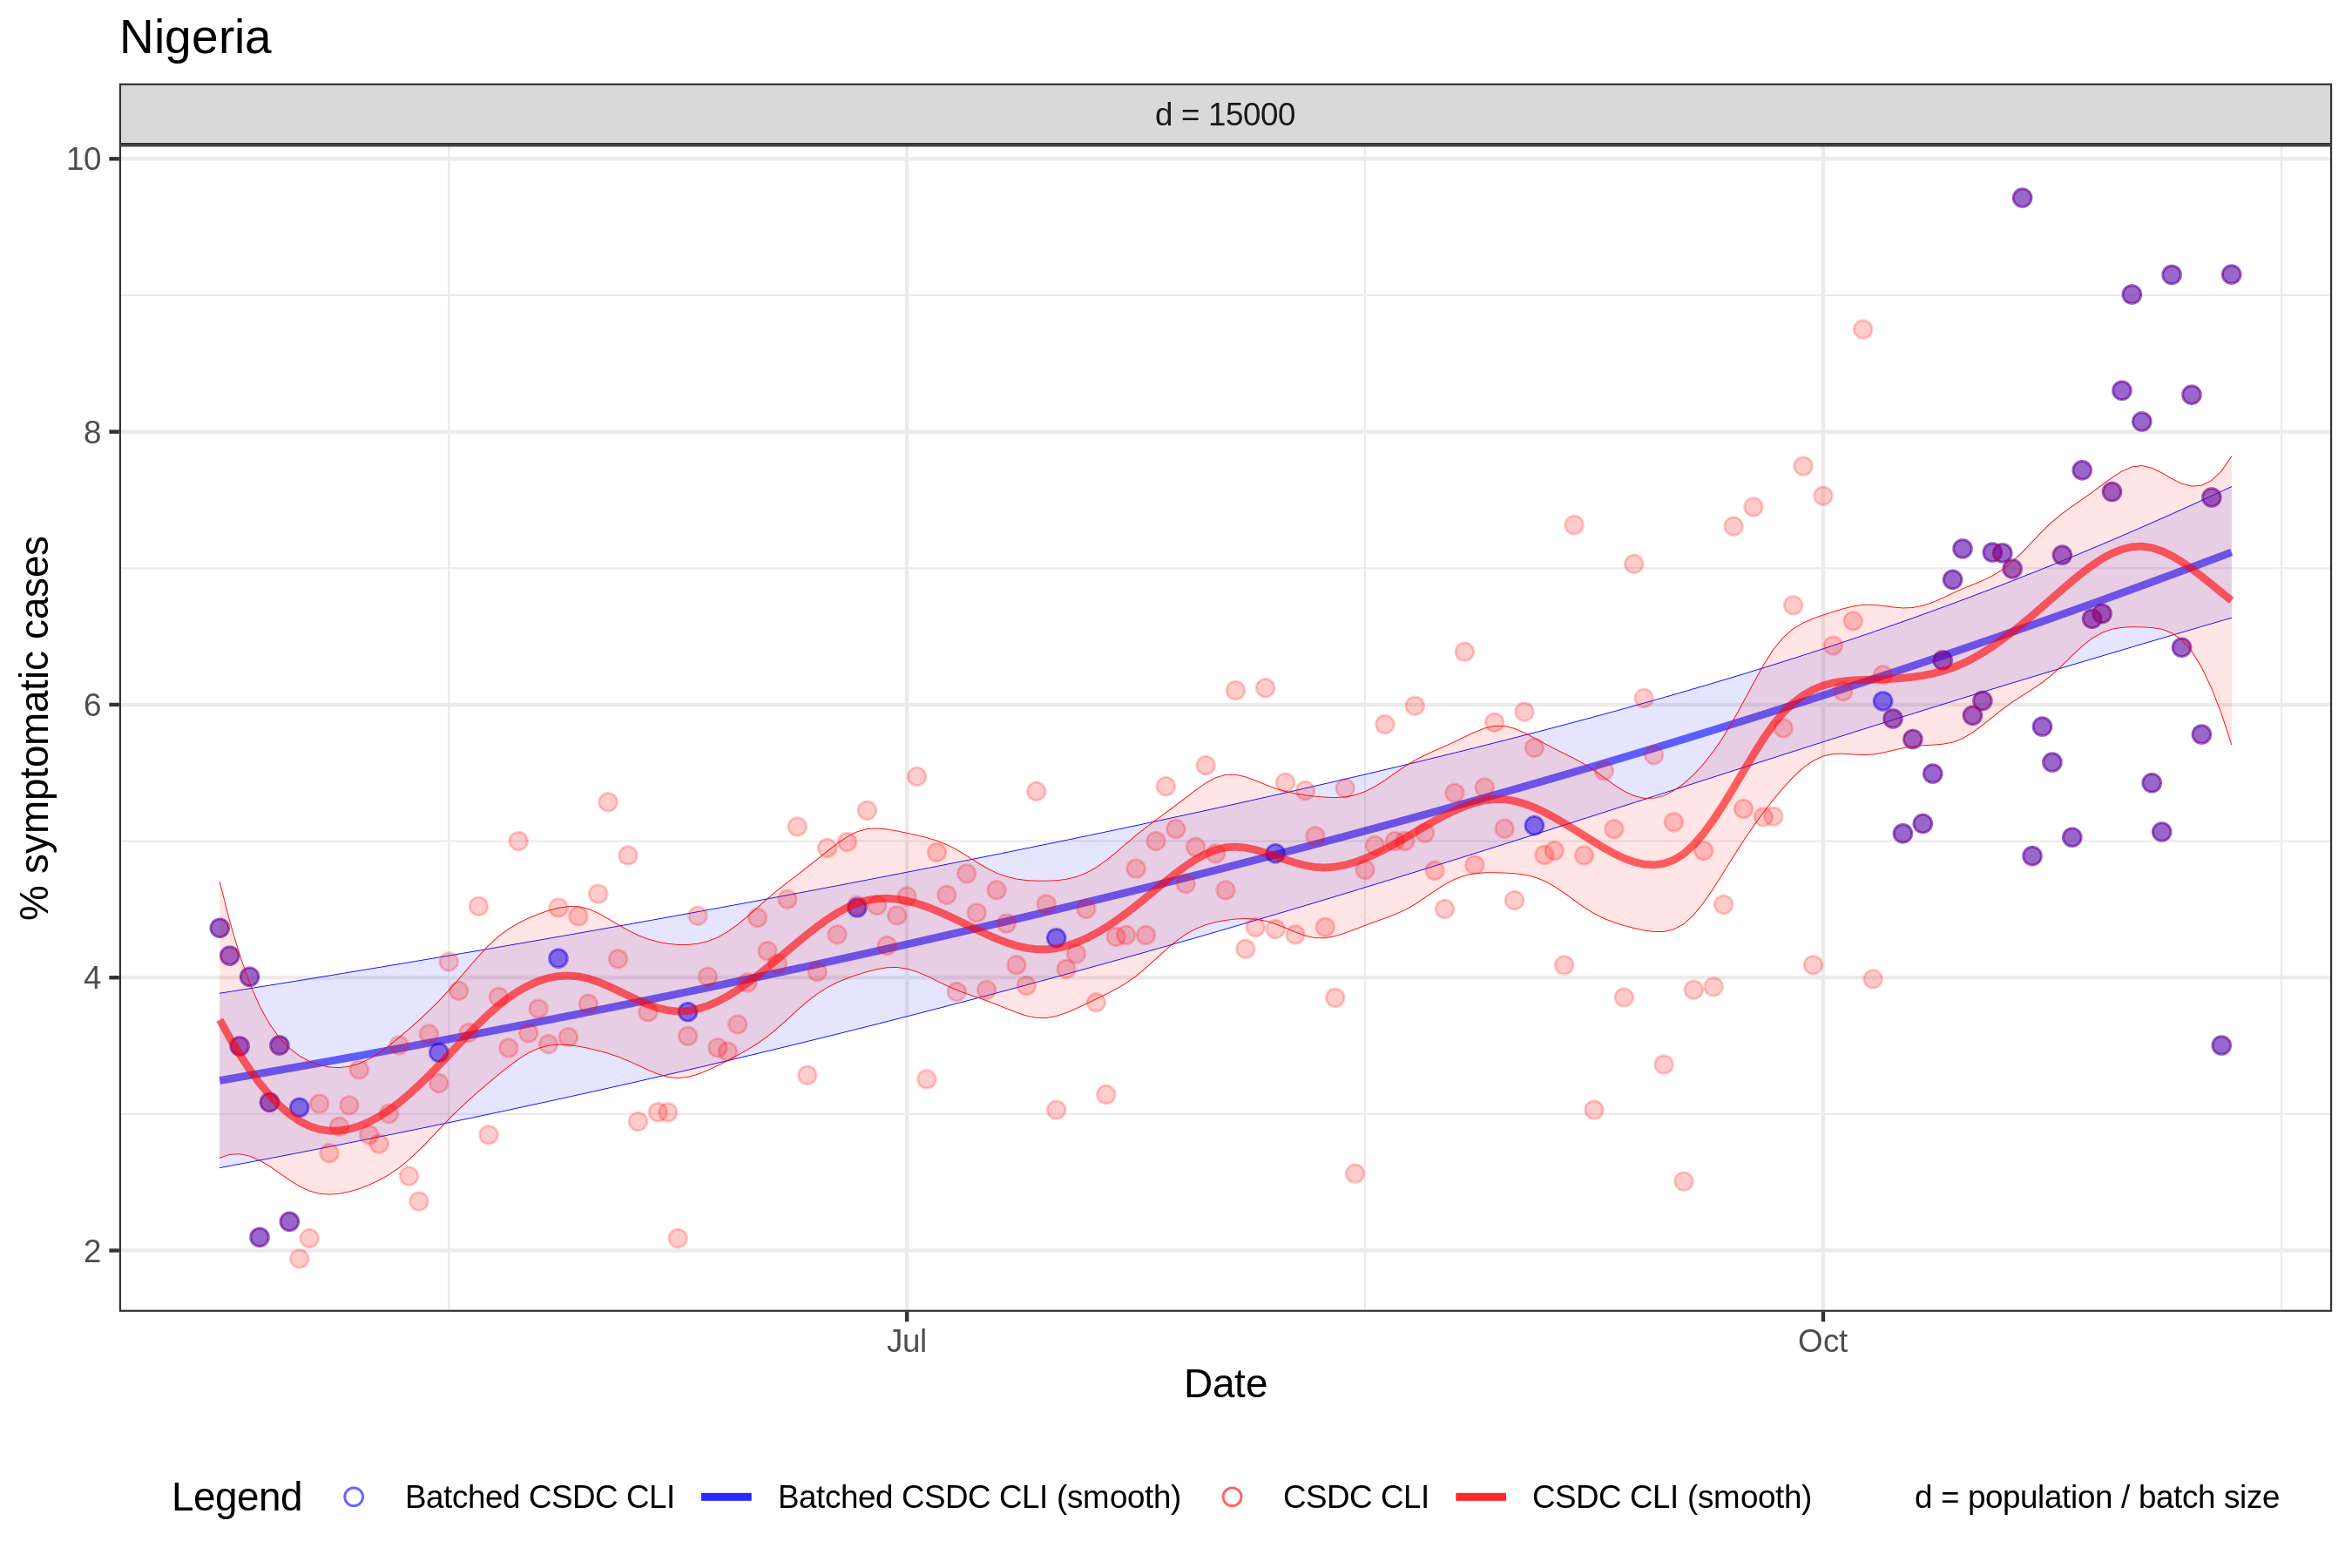 Nigeria
d = 15000
10
8
6
4
2
% symptomatic cases
Jul
Oct
Date
Legend Batched CSDC CLI Batched CSDC CLI (smooth) CSDC CLI CSDC CLI (smooth) d = population / batch size